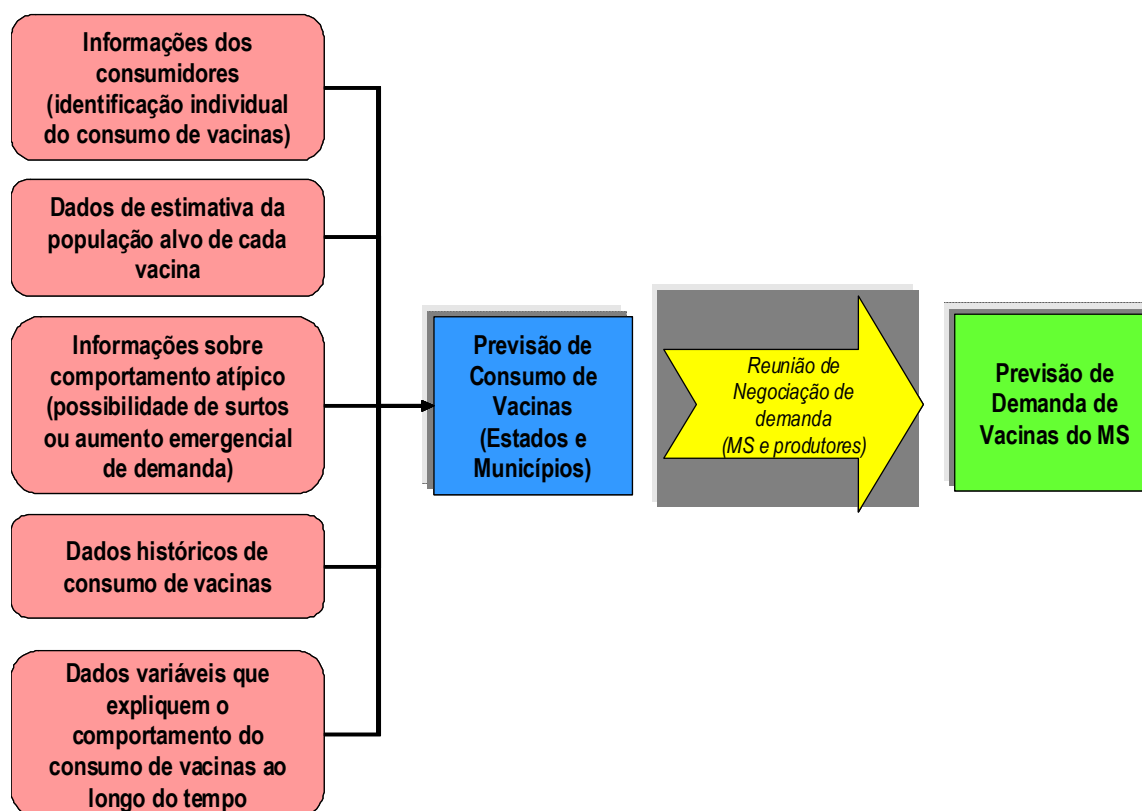 Informações dos
consumidores
(identificação individual
do consumo de vacinas)
Dados de estimativa da
população alvo de cada
vacina
Informações sobre
comportamento atípico
(possibilidade de surtos
ou aumento emergencial
de demanda)
Dados históricos de
consumo de vacinas
Dados variáveis que
expliquem o
comportamento do
consumo de vacinas ao
longo do tempo
Previsão de
Consumo de
Vacinas
(Estados e
Municípios)
Reunião de
Negociação de
demanda
(MS e produtores)
Previsão de
Demanda de
Vacinas do MS